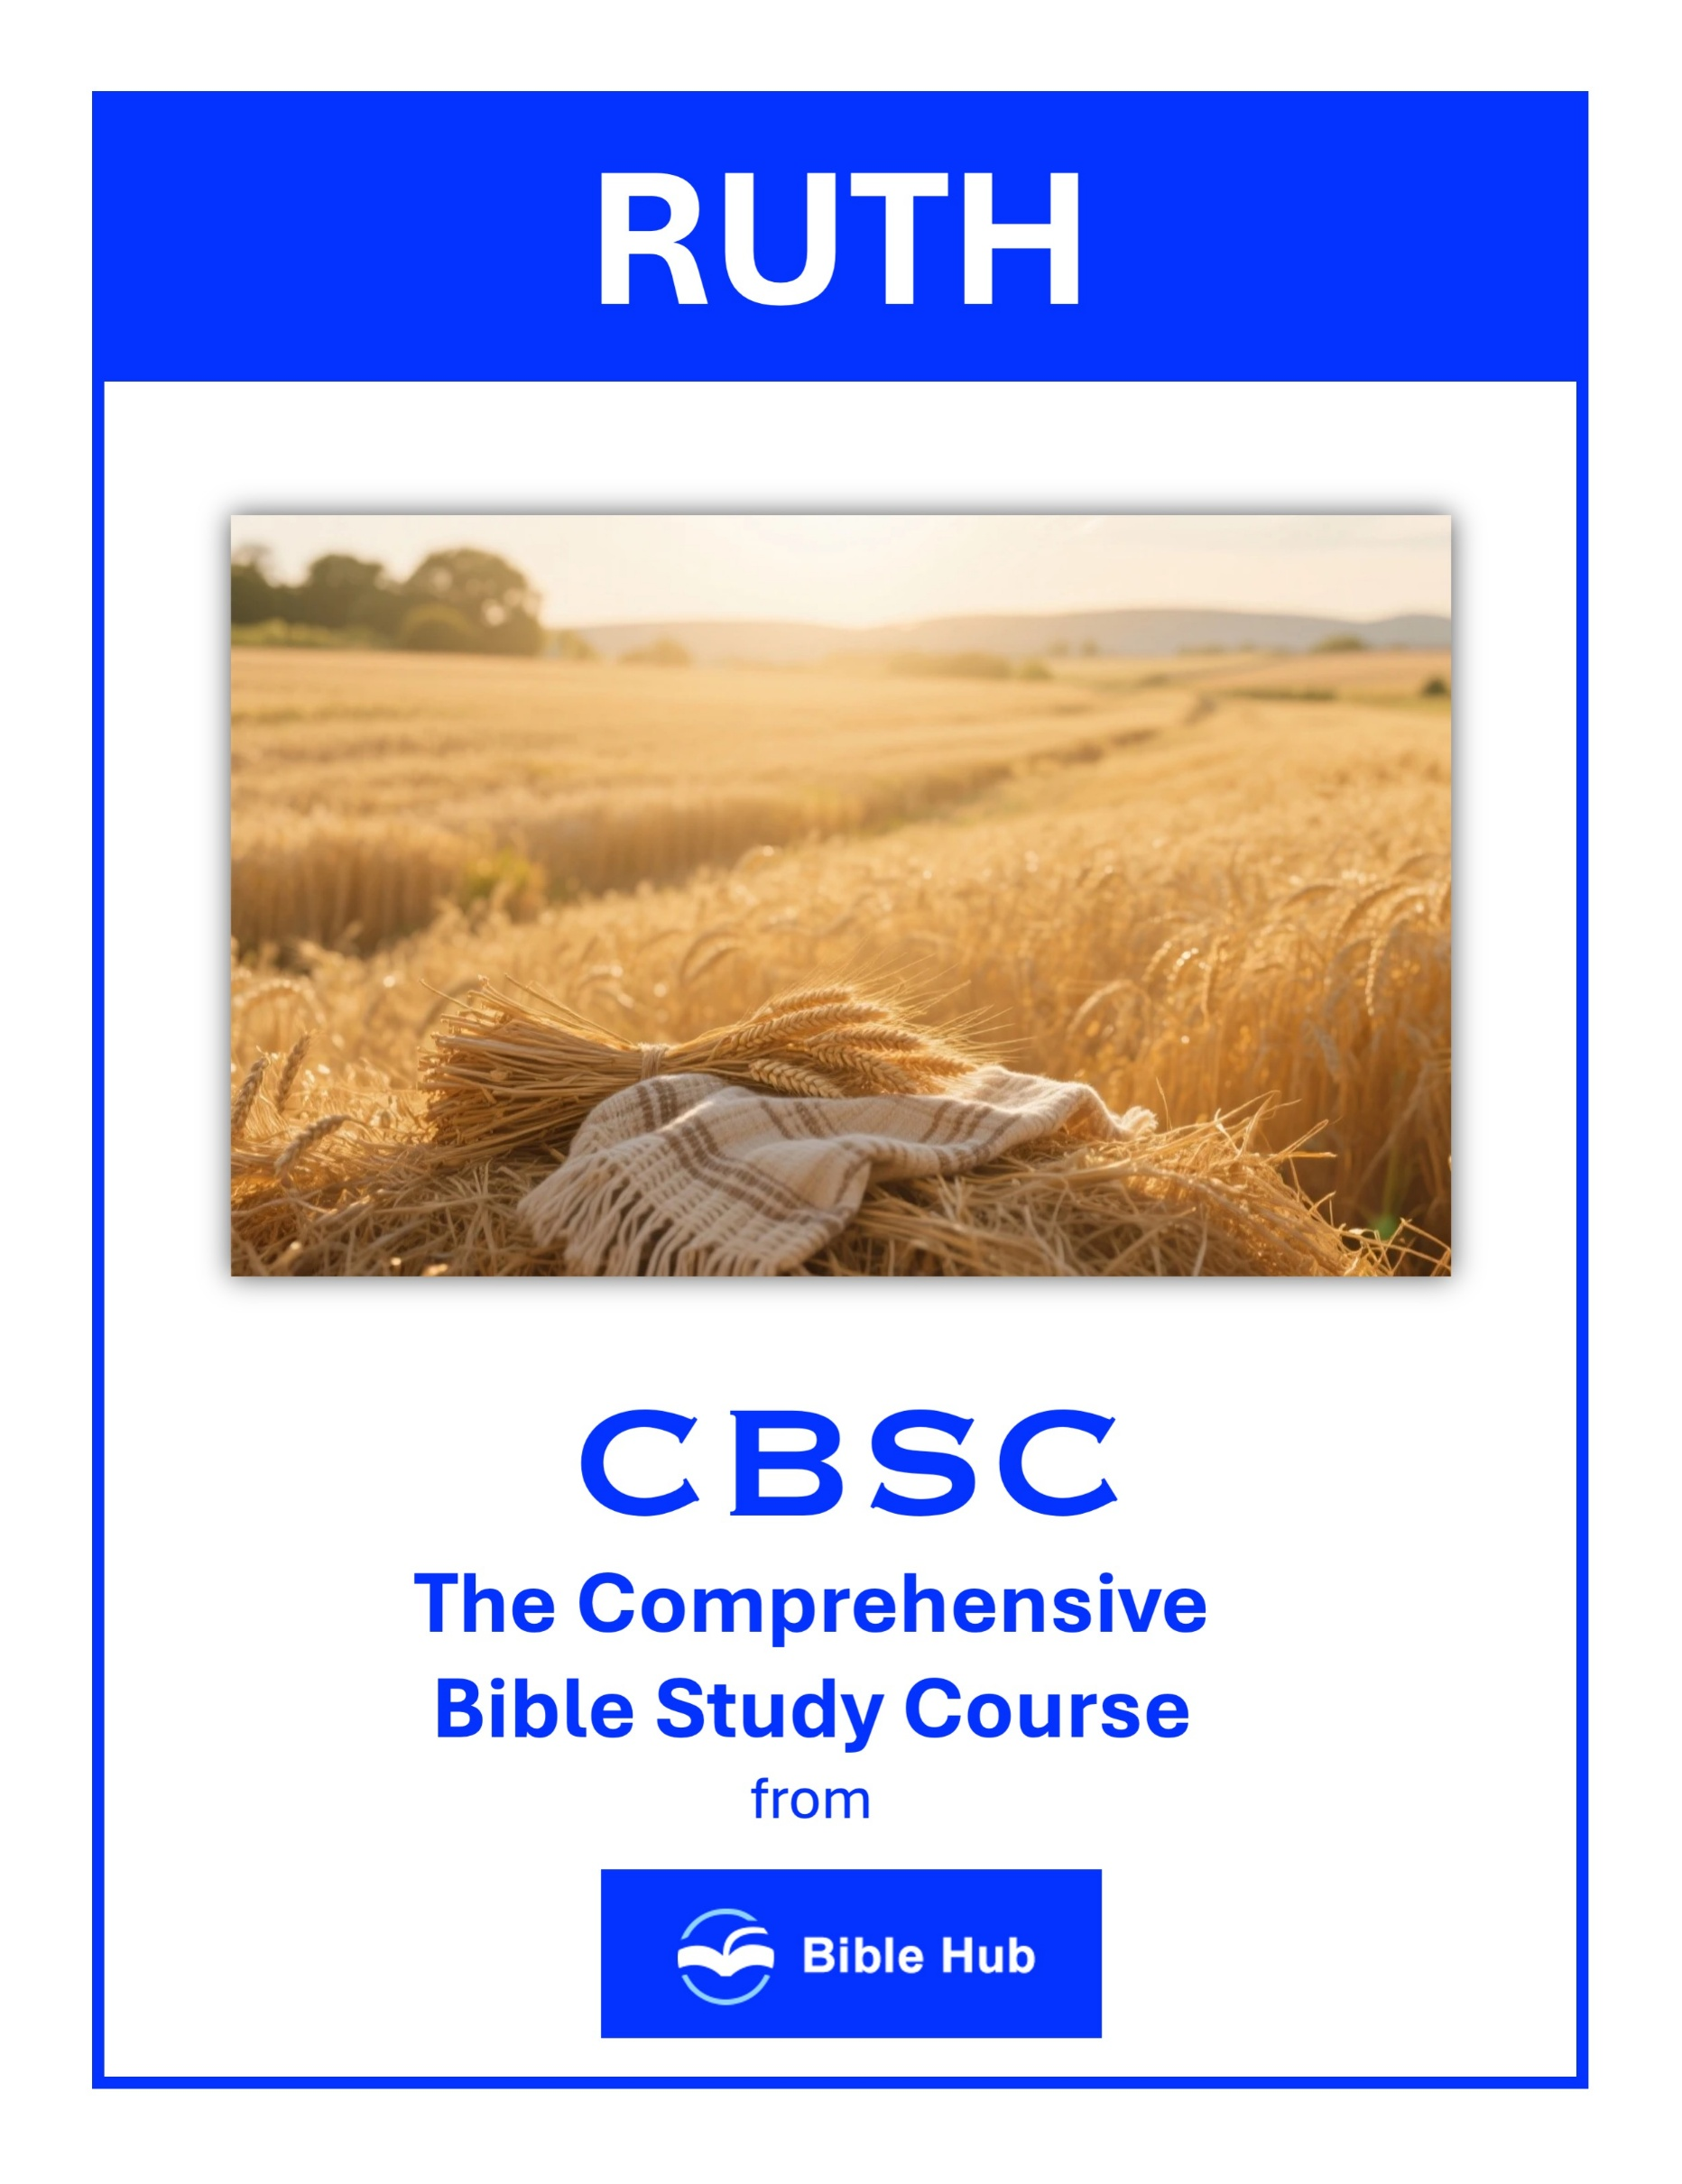 RUTH
CBSC
The Comprehensive
Bible Study Course
from
Bible Hub